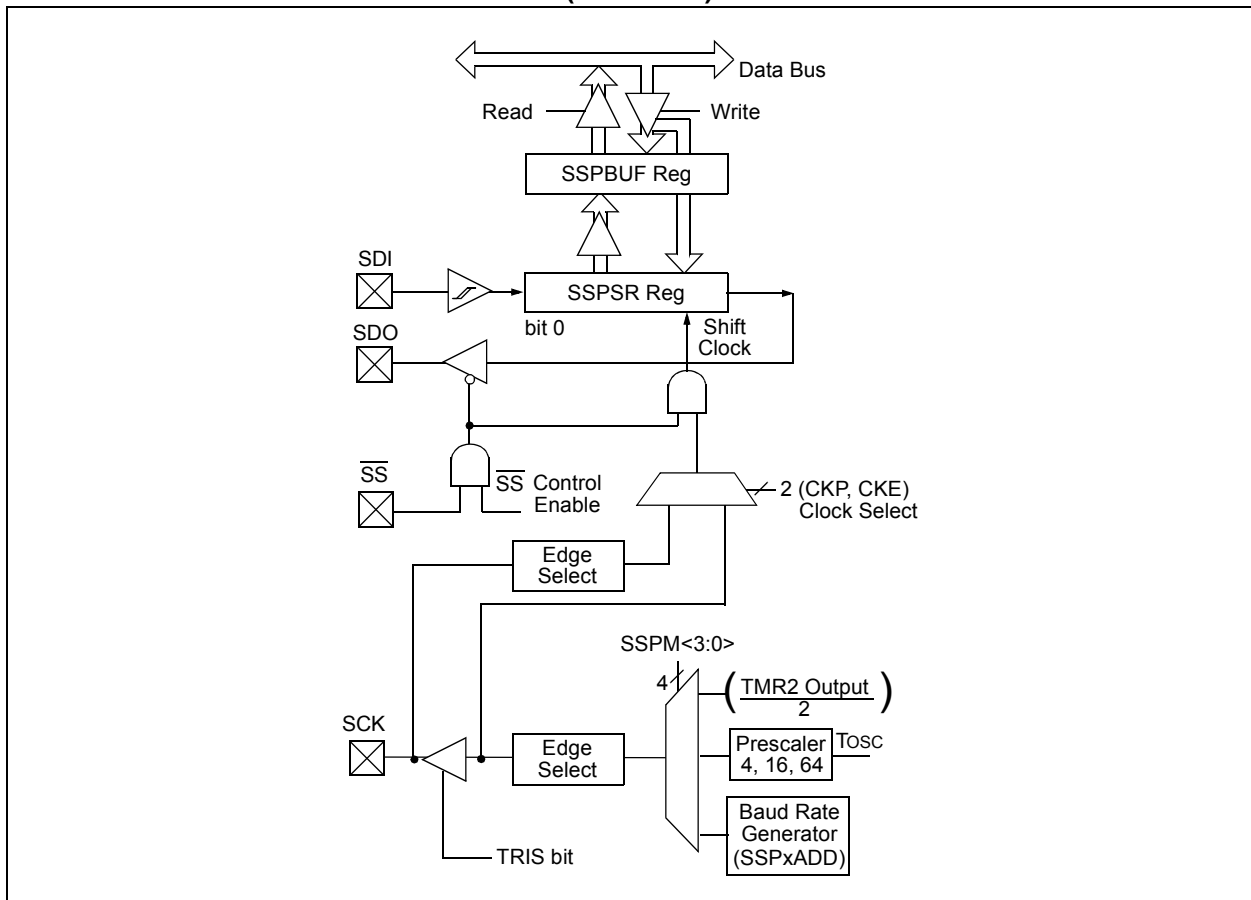 Data Bus
Read
Write
SSPBUF Reg
SDI
SSPSR Reg
bit 0
Shift
Clock
SDO
SS
SS Control
Enable
2 (CKP, CKE)
Clock Select
Edge
Select
SSPM<3:0>
4
(TMR2 Output)
2
SCK
Edge
Select
Prescaler
4, 16, 64
TOSC
Baud Rate
Generator
(SSPxADD)
TRIS bit